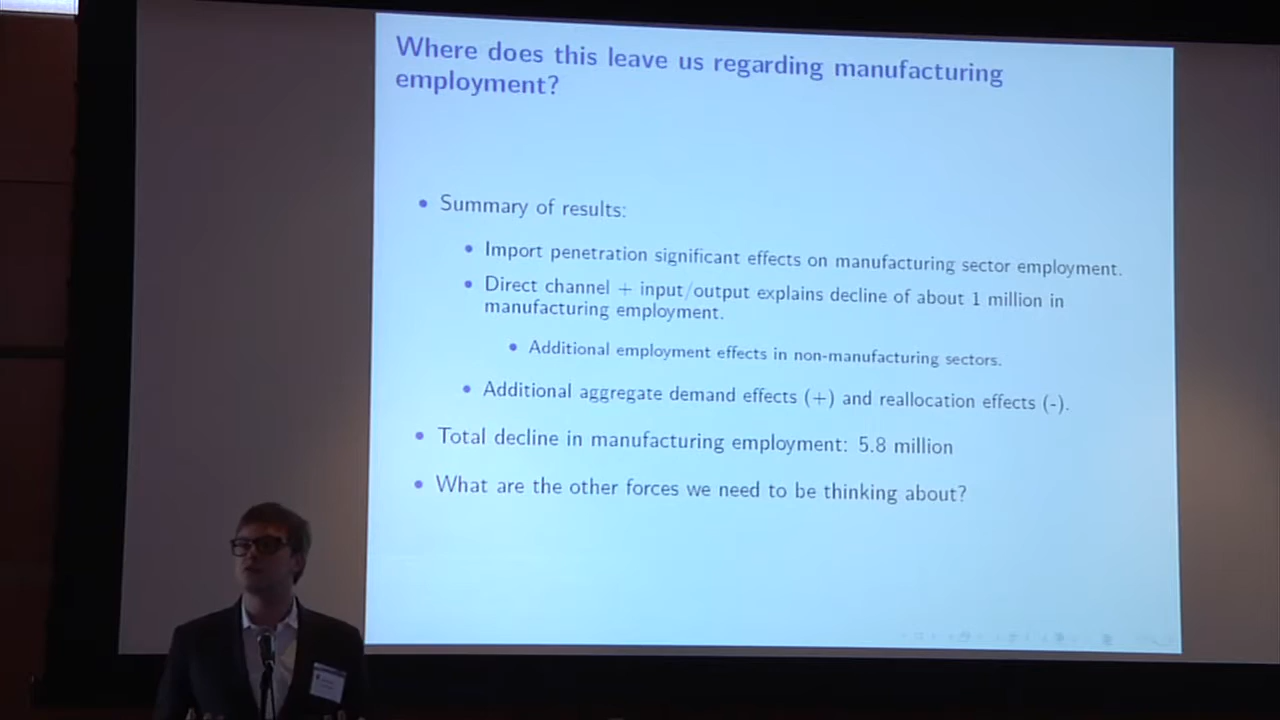 Where does this leave us regarding manufacturing
employment?
• Summary of results:
• Import penetration significant effects on manufacturing sector employment.
• Direct channel + input/output explains decline of about 1 million in
manufacturing employment.
• Additional employment effects in non-manufacturing sectors.
• Additional aggregate demand effects (+) and reallocation effects (-).
• Total decline in manufacturing employment: 5.8 million
• What are the other forces we need to be thinking about?